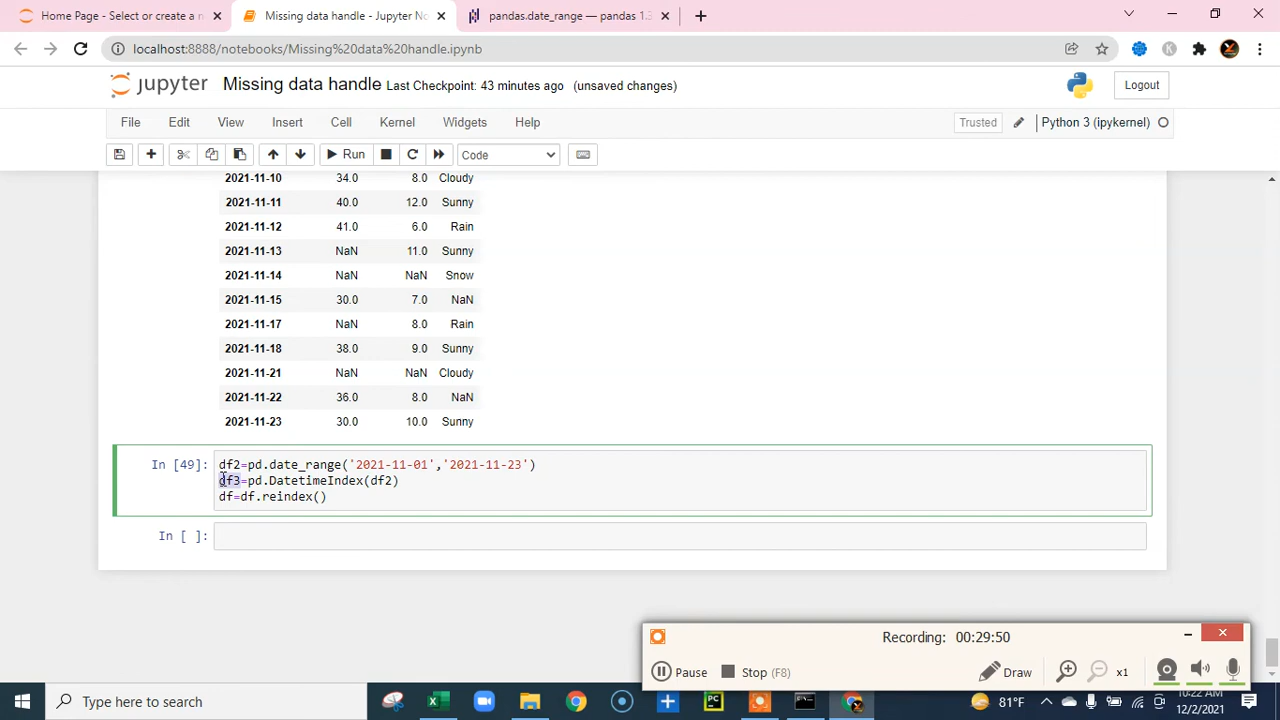 Home Page - Select or create a n
Missing data handle - Jupyter No
pandas.date_range — pandas 1.3
localhost:8888/notebooks/Missing%20data%20handle.ipynb
jupyter Missing data handle Last Checkpoint: 43 minutes ago (unsaved changes) Logout
File Edit View Insert Cell Kernel Widgets Help Trusted Python 3 (ipykernel)
Run Code
2021-11-10 34.0 8.0 Cloudy
2021-11-11 40.0 12.0 Sunny
2021-11-12 41.0 6.0 Rain
2021-11-13 NaN 11.0 Sunny
2021-11-14 NaN NaN Snow
2021-11-15 30.0 7.0 NaN
2021-11-17 NaN 8.0 Rain
2021-11-18 38.0 9.0 Sunny
2021-11-21 NaN NaN Cloudy
2021-11-22 36.0 8.0 NaN
2021-11-23 30.0 10.0 Sunny
In [49]: df2=pd.date_range('2021-11-01','2021-11-23')
df3=pd.DatetimeIndex(df2)
df=df.reindex()
In [ ]:
Recording: 00:29:50
Pause Stop (F8) Draw x1
Type here to search
81°F
10:22 AM
12/2/2021